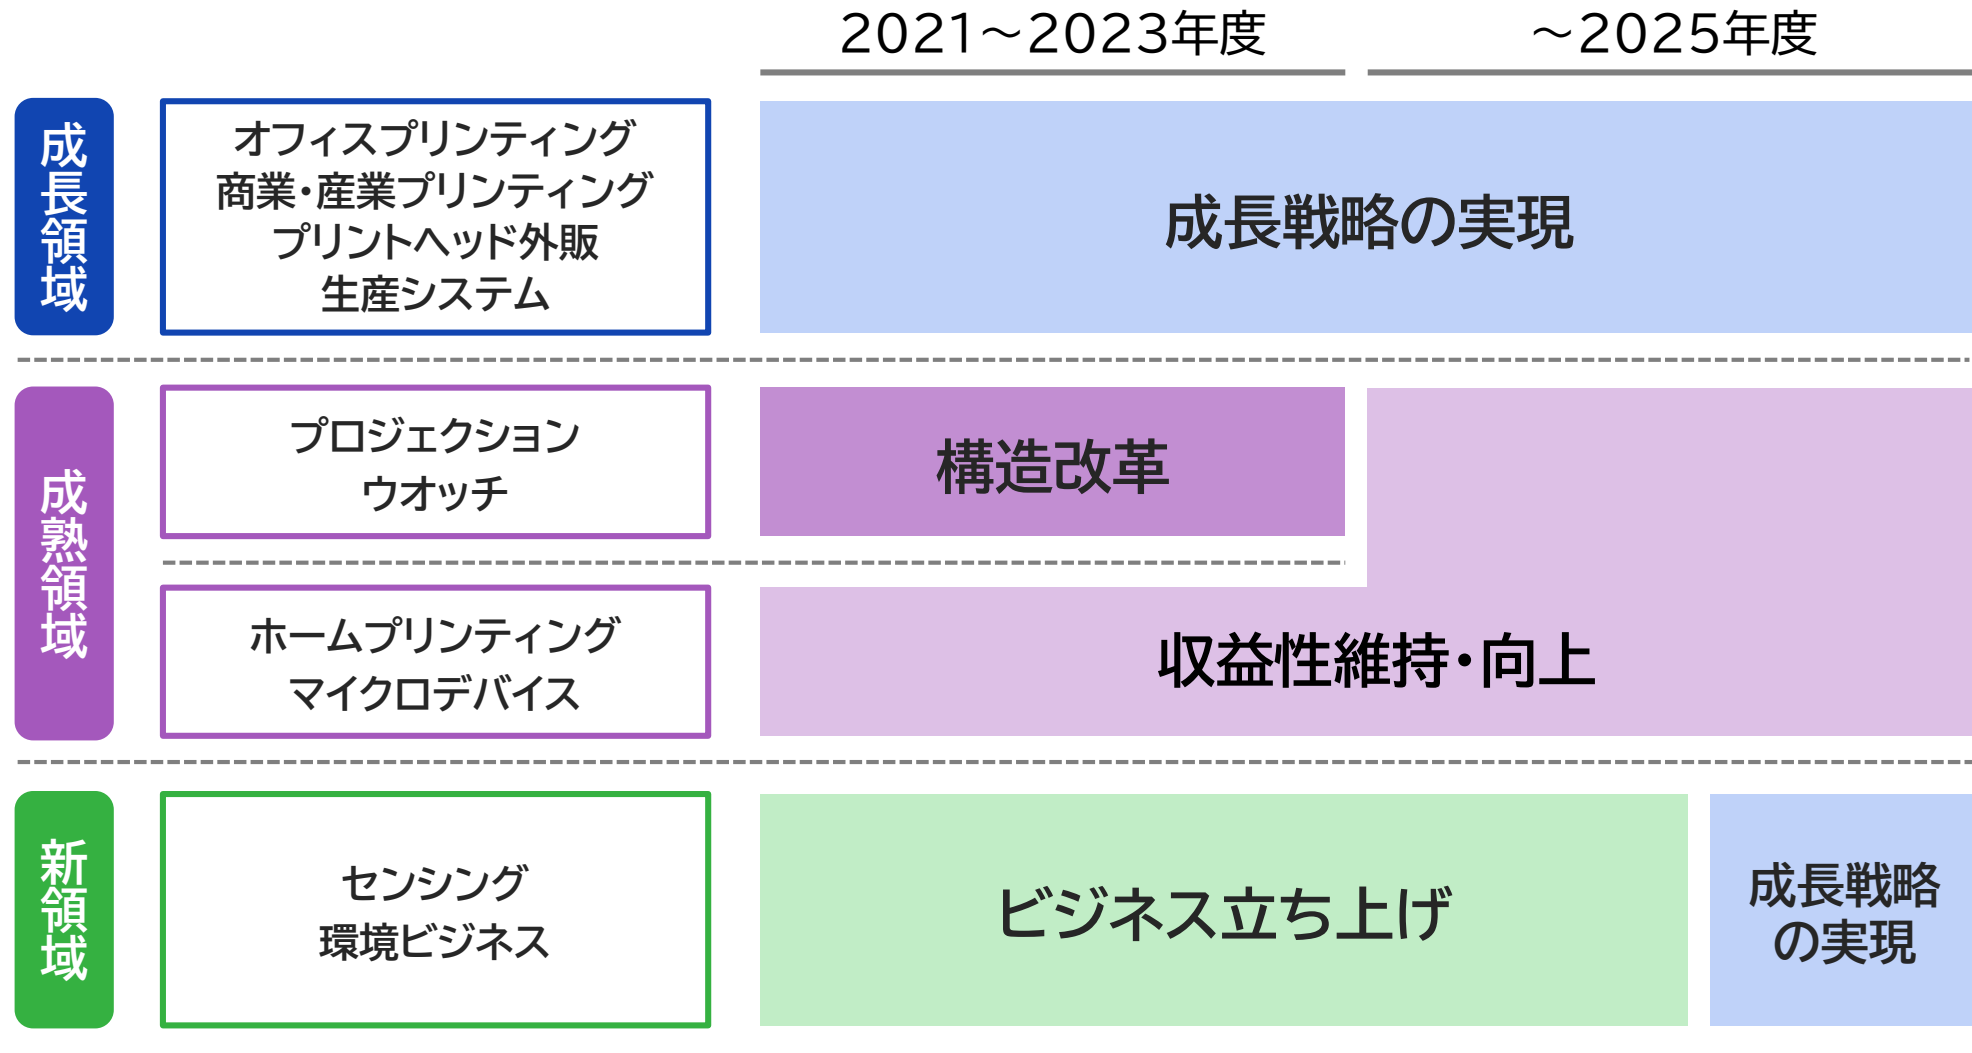 2021～2023年度
～2025年度
成長領域
オフィスプリンティング
商業・産業プリンティング
プリントヘッド外販
生産システム
成長戦略の実現
成熟領域
プロジェクション
ウオッチ
構造改革
ホームプリンティング
マイクロデバイス
収益性維持・向上
新領域
センシング
環境ビジネス
ビジネス立ち上げ
成長戦略
の実現